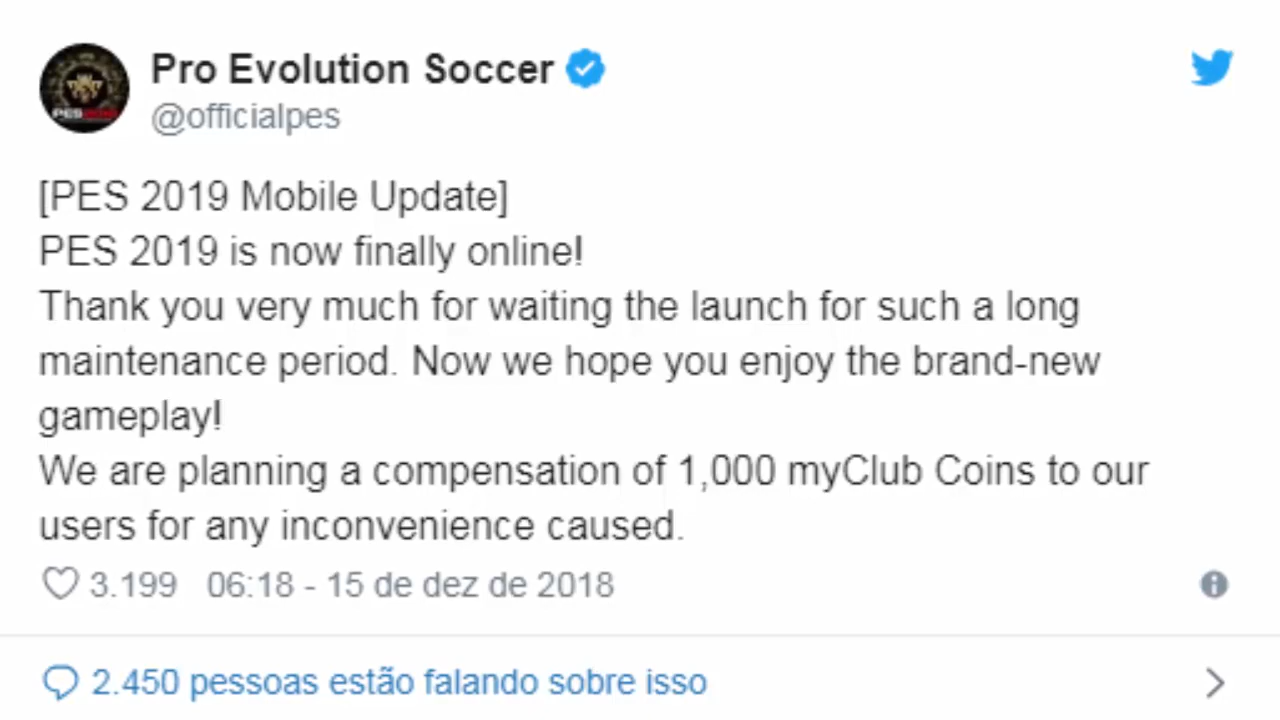 Pro Evolution Soccer
@officialpes
[PES 2019 Mobile Update]
PES 2019 is now finally online!
Thank you very much for waiting the launch for such a long
maintenance period. Now we hope you enjoy the brand-new
gameplay!
We are planning a compensation of 1,000 myClub Coins to our
users for any inconvenience caused.
3.199 06:18 - 15 de dez de 2018
2.450 pessoas estão falando sobre isso